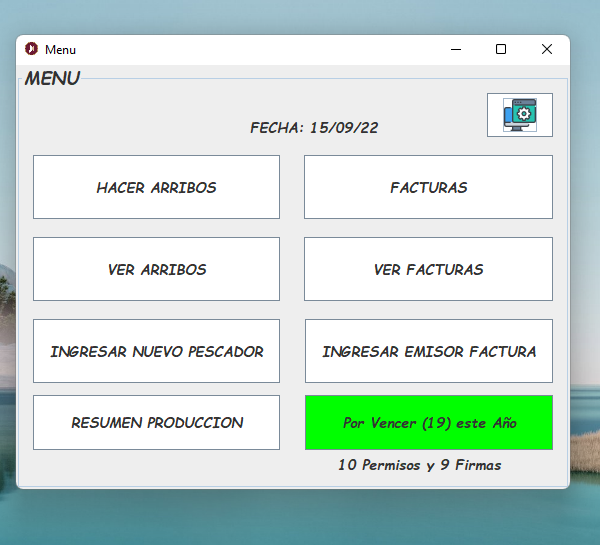 Menu
MENU
FECHA: 15/09/22
HACER ARRIBOS
FACTURAS
VER ARRIBOS
VER FACTURAS
INGRESAR NUEVO PESCADOR
INGRESAR EMISOR FACTURA
RESUMEN PRODUCCION
Por Vencer (19) este Año
10 Permisos y 9 Firmas